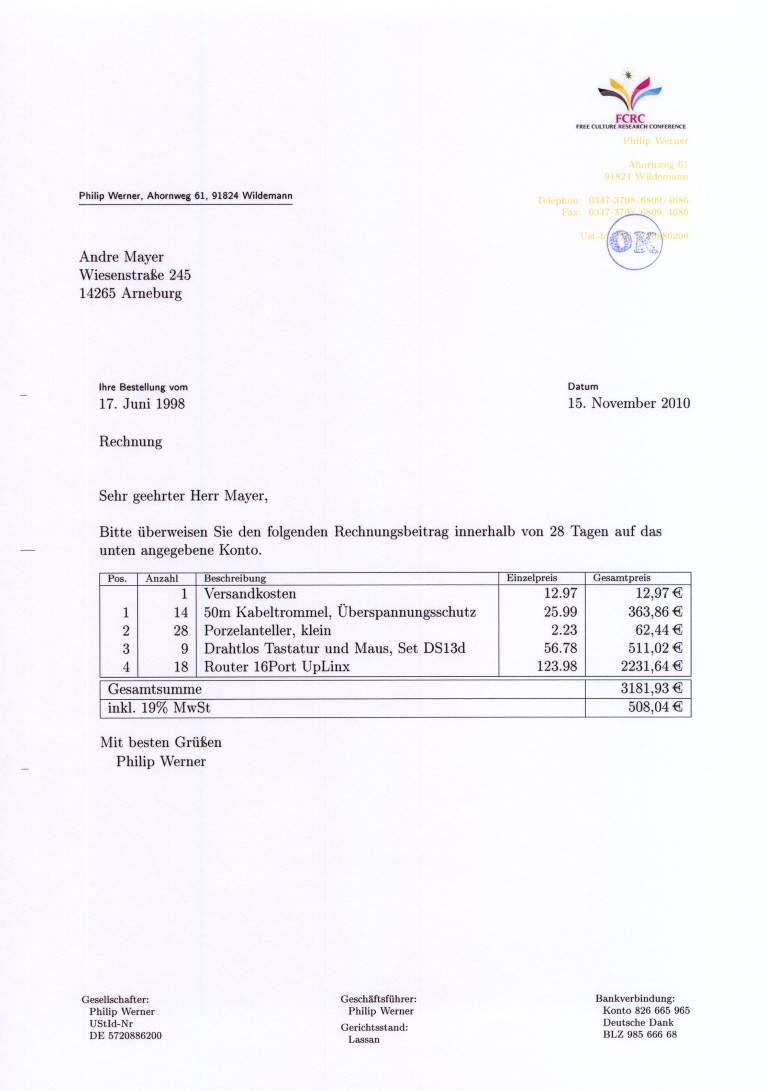 FCRC
FREE CULTURE RESEARCH CONFERENCE
Philip Werner
Ahornweg 61
91824 Wildemann
Telephon: 0347-3708/6809/4686
Fax: 0347-3708/6809/4686
OK
Philip Werner, Ahornweg 61, 91824 Wildemann
Andre Mayer
Wiesenstraße 245
14265 Arneburg
Ihre Bestellung vom Datum
17. Juni 1998 15. November 2010
Rechnung
Sehr geehrter Herr Mayer,
Bitte überweisen Sie den folgenden Rechnungsbeitrag innerhalb von 28 Tagen auf das
unten angegebene Konto.
Pos. Anzahl Beschreibung Einzelpreis Gesamtpreis
1 Versandkosten 12.97 12,97 €
1 14 50m Kabeltrommel, Überspannungsschutz 25.99 363,86 €
2 28 Porzelanteller, klein 2.23 62,44 €
3 9 Drahtlos Tastatur und Maus, Set DS13d 56.78 511,02 €
4 18 Router 16Port UpLinx 123.98 2231,64 €
Gesamtsumme 3181,93 €
inkl. 19% MwSt 508,04 €
Mit besten Grüßen
Philip Werner
Gesellschafter:
Philip Werner
UStId-Nr
DE 5720886200
Geschäftsführer:
Philip Werner
Gerichtsstand:
Lassan
Bankverbindung:
Konto 826 665 965
Deutsche Dank
BLZ 985 666 68